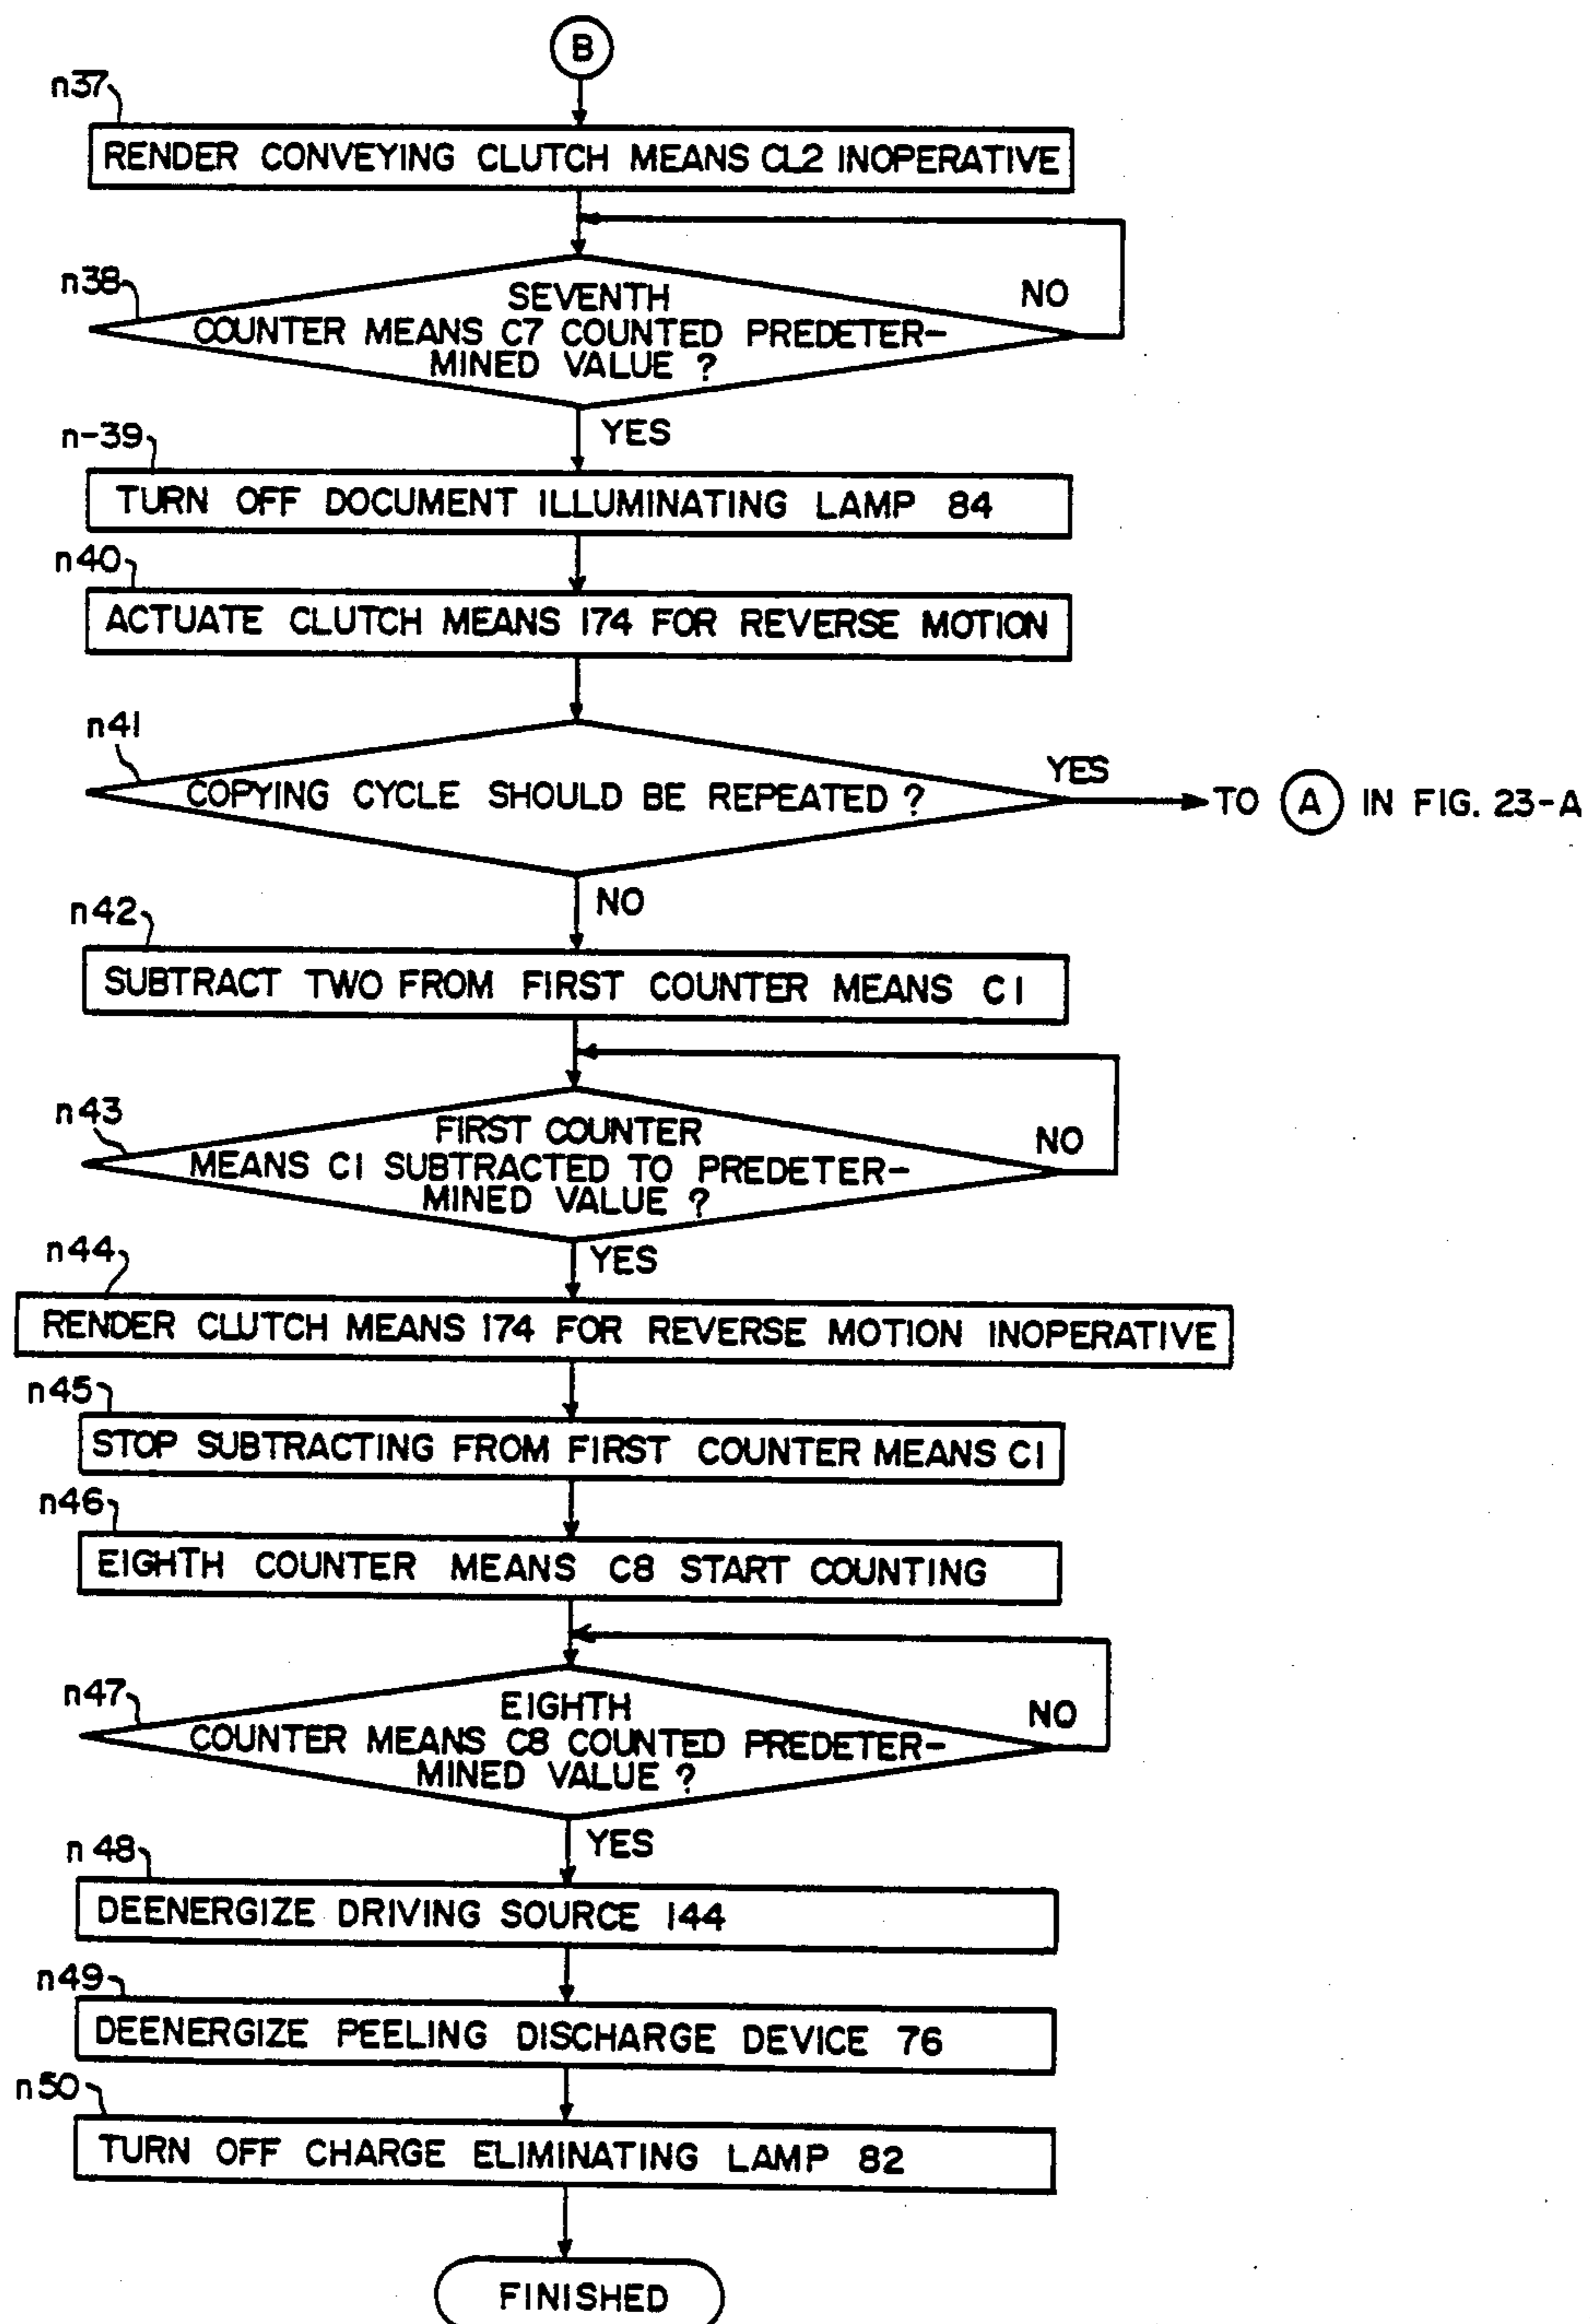 B
n37
RENDER CONVEYING CLUTCH MEANS CL2 INOPERATIVE
n38
SEVENTH
COUNTER MEANS C7 COUNTED PREDETER-
MINED VALUE ?
NO
YES
n-39
TURN OFF DOCUMENT ILLUMINATING LAMP 84
n40
ACTUATE CLUTCH MEANS 174 FOR REVERSE MOTION
n41
COPYING CYCLE SHOULD BE REPEATED ?
YES
TO A IN FIG. 23-A
NO
n42
SUBTRACT TWO FROM FIRST COUNTER MEANS C1
n43
FIRST COUNTER
MEANS C1 SUBTRACTED TO PREDETER-
MINED VALUE ?
NO
YES
n44
RENDER CLUTCH MEANS 174 FOR REVERSE MOTION INOPERATIVE
n45
STOP SUBTRACTING FROM FIRST COUNTER MEANS C1
n46
EIGHTH COUNTER MEANS C8 START COUNTING
n47
EIGHTH
COUNTER MEANS C8 COUNTED PREDETER-
MINED VALUE ?
NO
YES
n48
DEENERGIZE DRIVING SOURCE 144
n49
DEENERGIZE PEELING DISCHARGE DEVICE 76
n50
TURN OFF CHARGE ELIMINATING LAMP 82
FINISHED